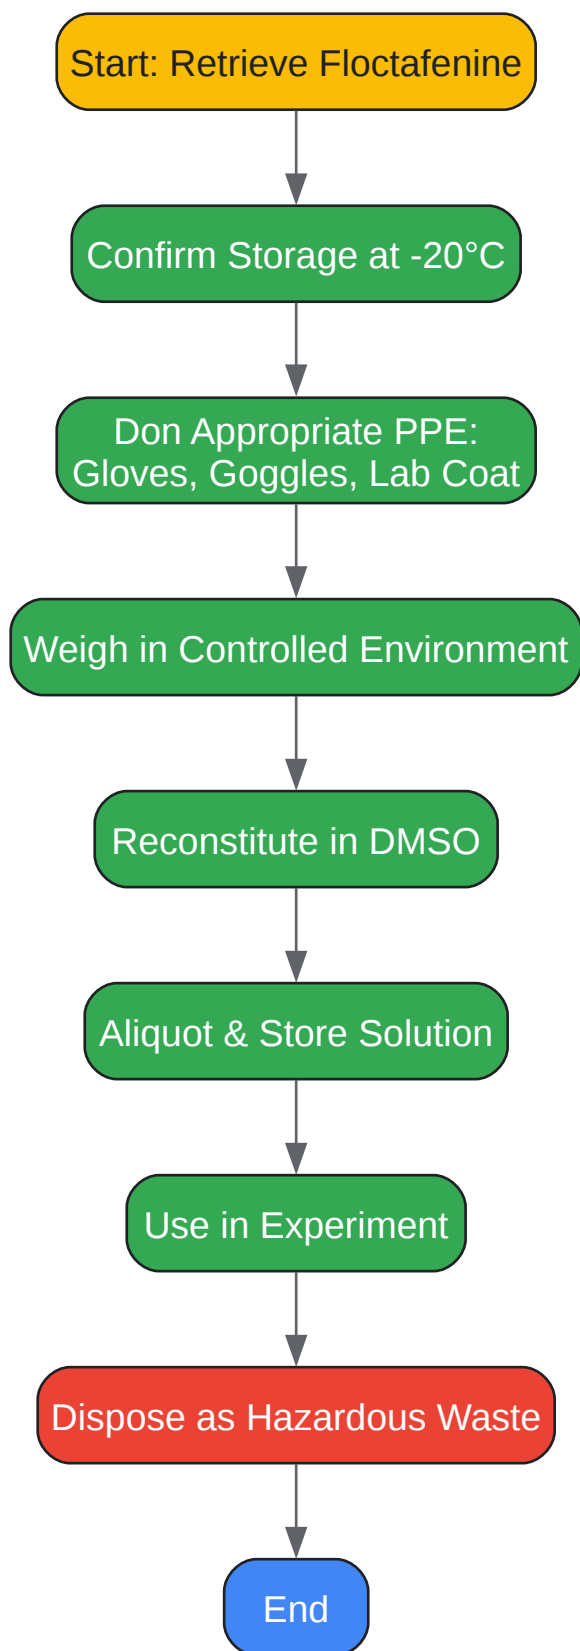 Start: Retrieve Floctafenine
Confirm Storage at -20°C
Don Appropriate PPE:
Gloves, Goggles, Lab Coat
Weigh in Controlled Environment
Reconstitute in DMSO
Aliquot & Store Solution
Use in Experiment
Dispose as Hazardous Waste
End